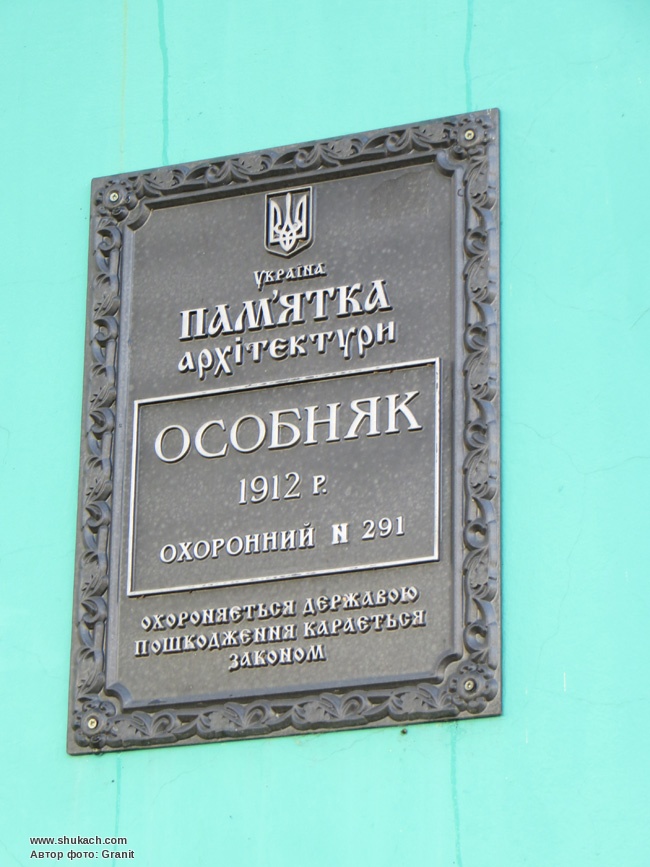 Україна
ПАМ'ЯТКА
архітектури
ОСОБНЯК
1912 р.
ОХОРОННИЙ N 291
ОХОРОНЯЄТЬСЯ ДЕРЖАВОЮ
ПОШКОДЖЕННЯ КАРАЄТЬСЯ
ЗАКОНОМ
www.shukach.com
Автор фото: Granit